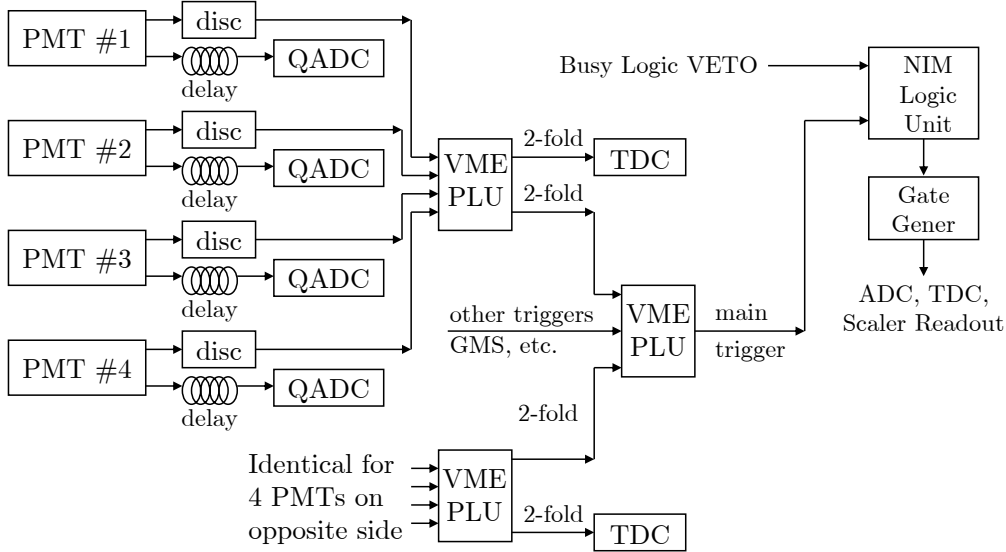 PMT #1
disc
delay
QADC
PMT #2
disc
delay
QADC
PMT #3
disc
delay
QADC
PMT #4
disc
delay
QADC
VME
PLU
2-fold
TDC
2-fold
Busy Logic VETO
NIM
Logic
Unit
Gate
Gener
ADC, TDC,
Scaler Readout
other triggers
GMS, etc.
VME
PLU
main
trigger
2-fold
Identical for
4 PMTs on
opposite side
VME
PLU
2-fold
TDC